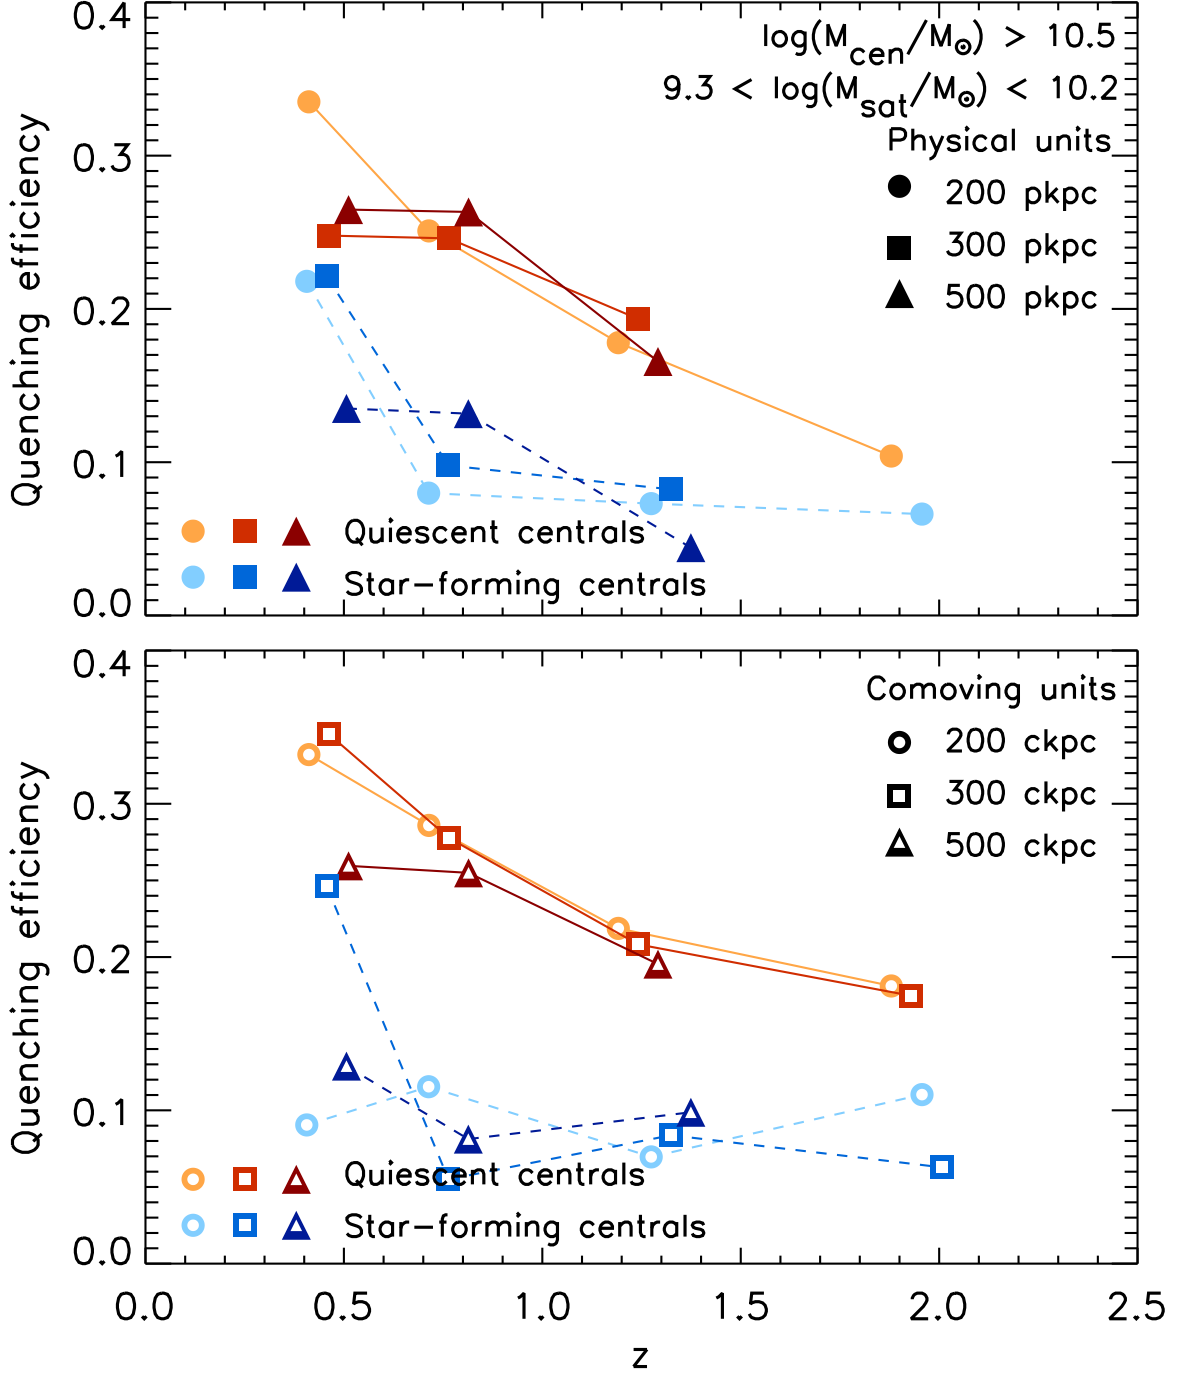 0.4
0.3
0.2
0.1
0.0
Quenching efficiency
log(M_cen/M_⊙) > 10.5
9.3 < log(M_sat/M_⊙) < 10.2
Physical units
200 pkpc
300 pkpc
500 pkpc
Quiescent centrals
Star-forming centrals
0.4
0.3
0.2
0.1
0.0
Quenching efficiency
Comoving units
200 ckpc
300 ckpc
500 ckpc
Quiescent centrals
Star-forming centrals
0.0 0.5 1.0 1.5 2.0 2.5
z